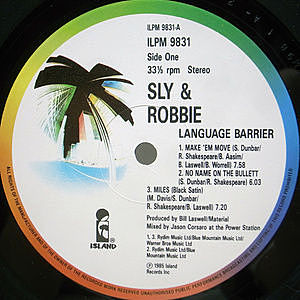 ILPM 9831-A
ILPM 9831
Side One
33⅓ rpm Stereo
SLY &
ROBBIE
LANGUAGE BARRIER
1. MAKE 'EM MOVE (S. Dunbar/
R. Shakespeare/B. Aasim/
B. Laswell/B. Worrell) 7.58
2. NO NAME ON THE BULLETT
(S. Dunbar/R. Shakespeare) 6.03
3. MILES (Black Satin)
(M. Davis/S. Dunbar/
R. Shakespeare/B. Laswell) 7.20
Produced by Bill Laswell/Material
Mixed by Jason Corsaro at the Power Station
1. Rydim Music Ltd/Blue Mountain Music Ltd/
Warner Bros Music Ltd
2. Rydim Music Ltd/Blue
Mountain Music Ltd
℗ 1985 Island
Records Inc
ISLAND